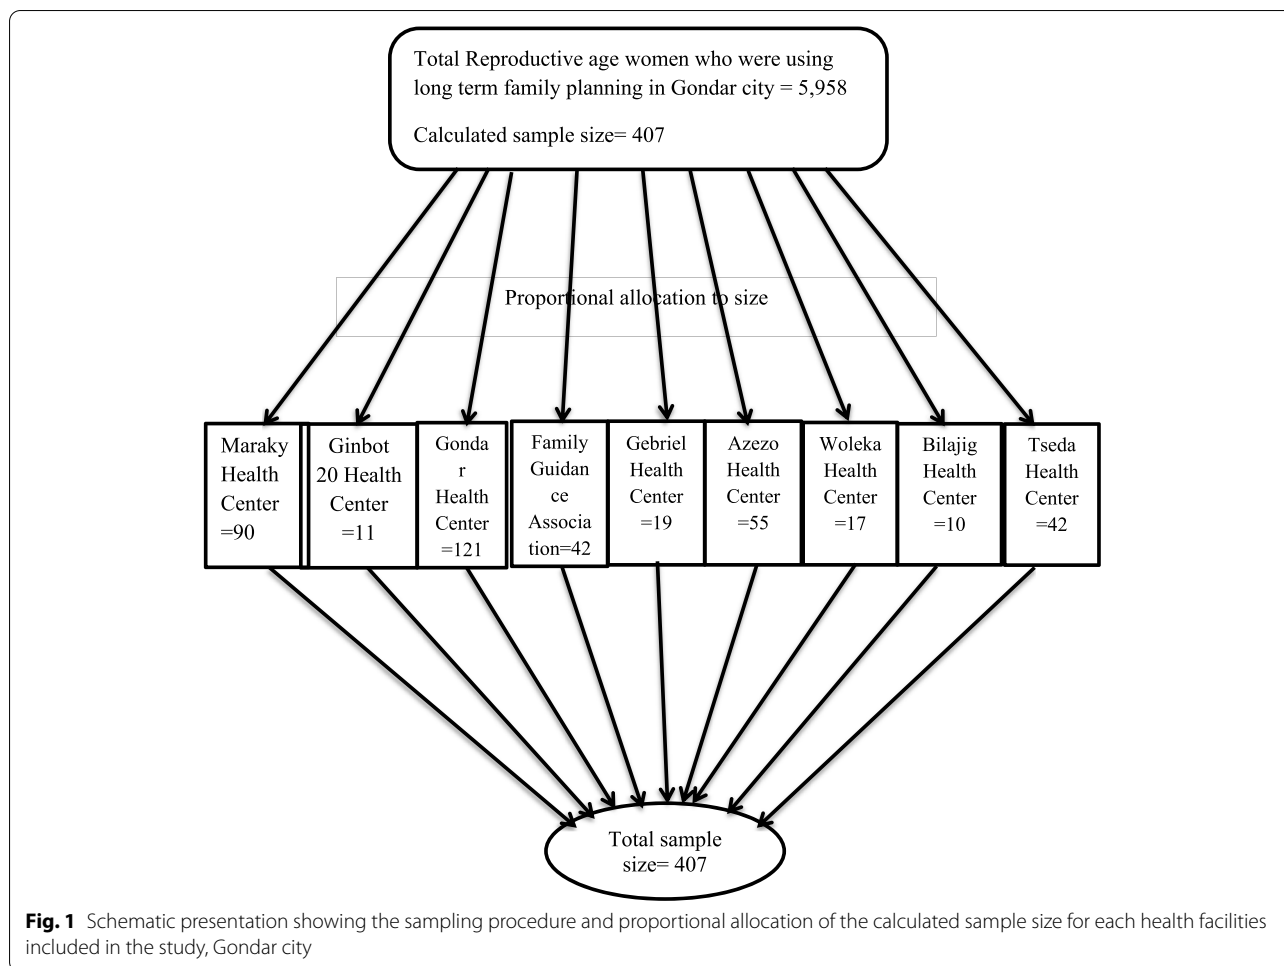 Total Reproductive age women who were using
long term family planning in Gondar city = 5,958
Calculated sample size= 407
Proportional allocation to size
Maraky
Health
Center
=90
Ginbot
20 Health
Center
=11
Gonda
r
Health
Center
=121
Family
Guidan
ce
Associa
tion=42
Gebriel
Health
Center
=19
Azezo
Health
Center
=55
Woleka
Health
Center
=17
Bilajig
Health
Center
=10
Tseda
Health
Center
=42
Total sample
size= 407
Fig. 1 Schematic presentation showing the sampling procedure and proportional allocation of the calculated sample size for each health facilities
included in the study, Gondar city